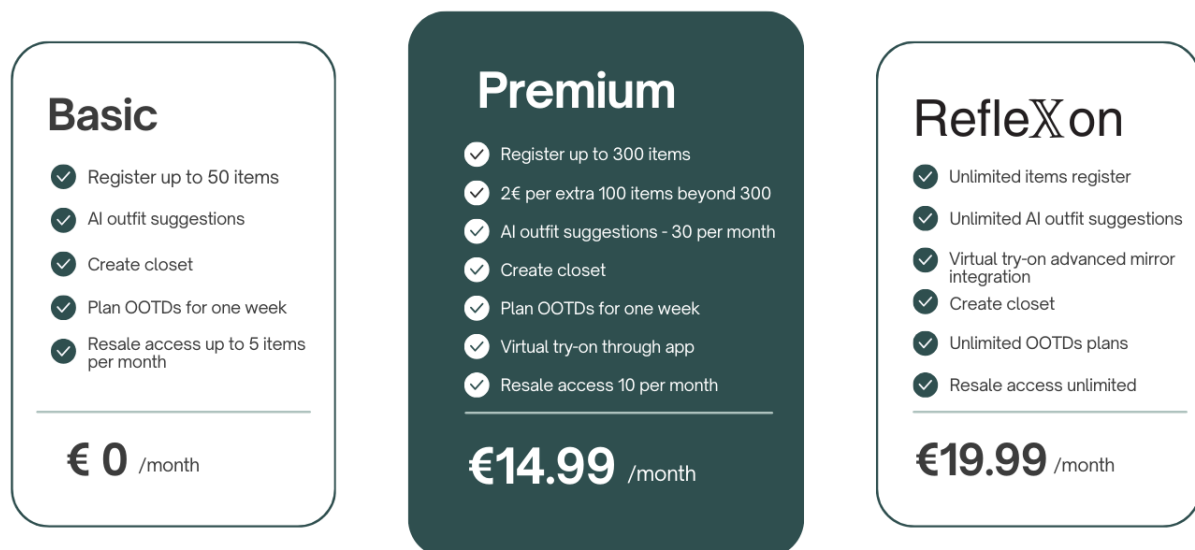 Basic
Register up to 50 items
AI outfit suggestions
Create closet
Plan OOTDs for one week
Resale access up to 5 items
per month
€ 0 /month
Premium
Register up to 300 items
2€ per extra 100 items beyond 300
AI outfit suggestions - 30 per month
Create closet
Plan OOTDs for one week
Virtual try-on through app
Resale access 10 per month
€14.99 /month
Refle𝕏on
Unlimited items register
Unlimited AI outfit suggestions
Virtual try-on advanced mirror
integration
Create closet
Unlimited OOTDs plans
Resale access unlimited
€19.99 /month